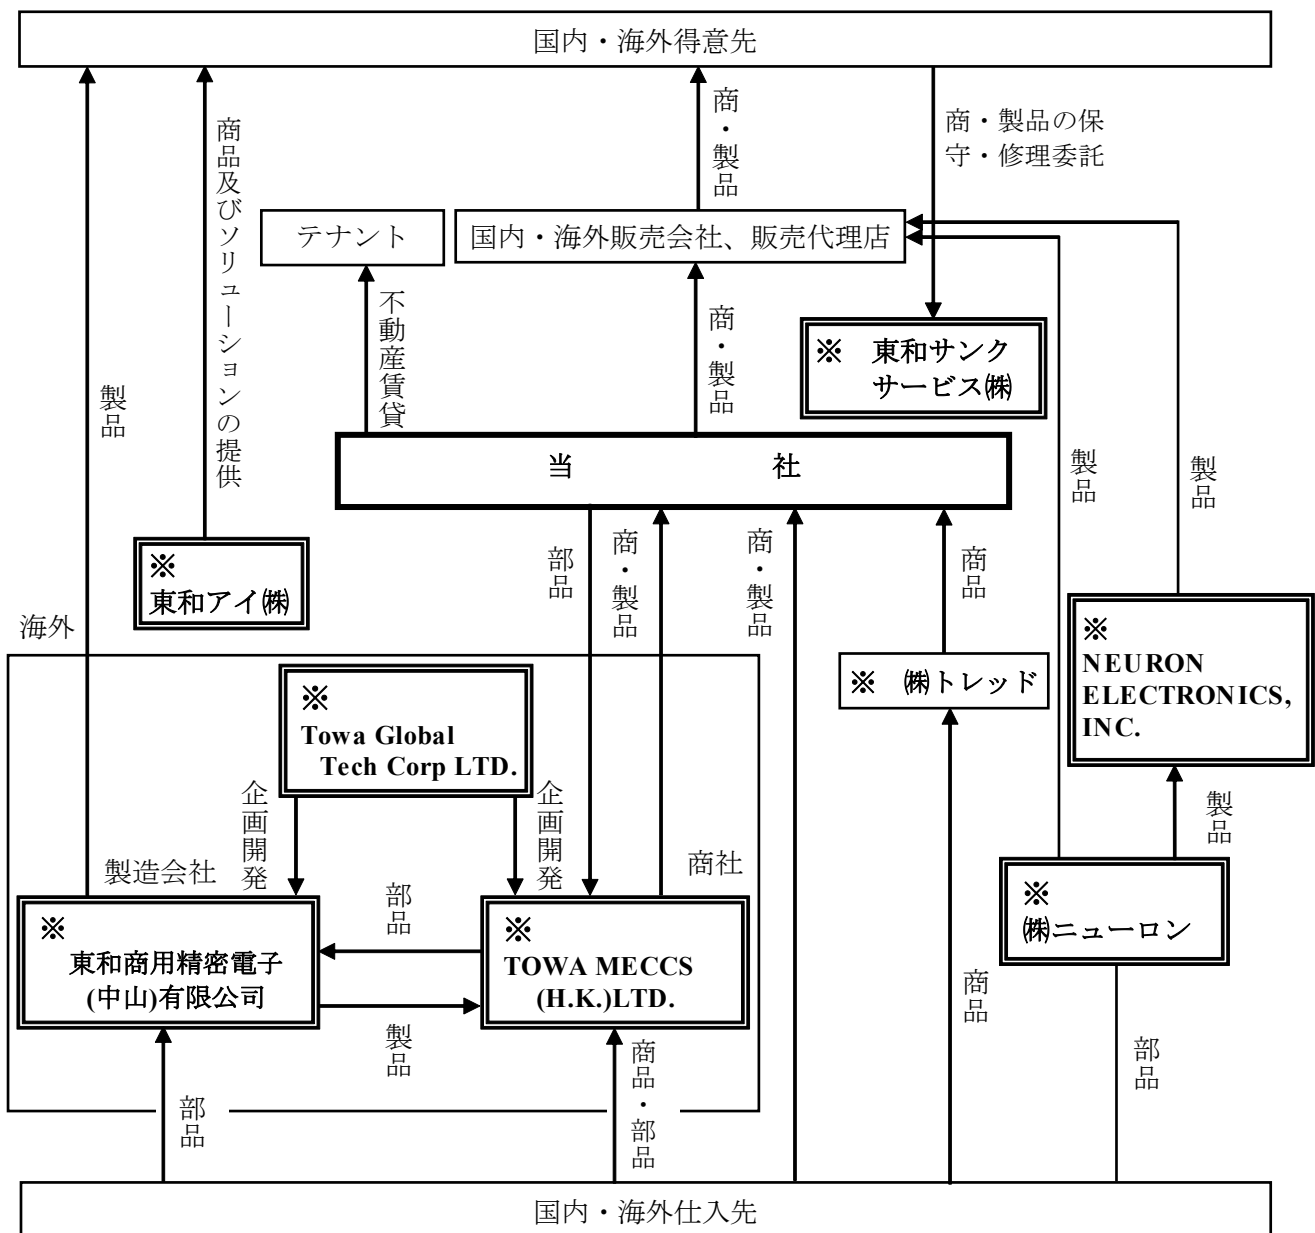 国内・海外得意先
商・製品
商・製品の保
守・修理委託
商品及びソリューションの提供
テナント
国内・海外販売会社、販売代理店
不動産賃貸
商・製品
※　東和サンク
サービス㈱
製品
製品
製品
当　社
部品
商・製品
商・製品
商品
※
東和アイ㈱
海外
※
Towa Global
Tech Corp LTD.
※　㈱トレッド
※
NEURON
ELECTRONICS,
INC.
企画開発
企画開発
製品
製造会社
商社
部品
※
東和商用精密電子
(中山)有限公司
※
TOWA MECCS
(H.K.)LTD.
※
㈱ニューロン
製品
商品・部品
商品
部品
部品
国内・海外仕入先